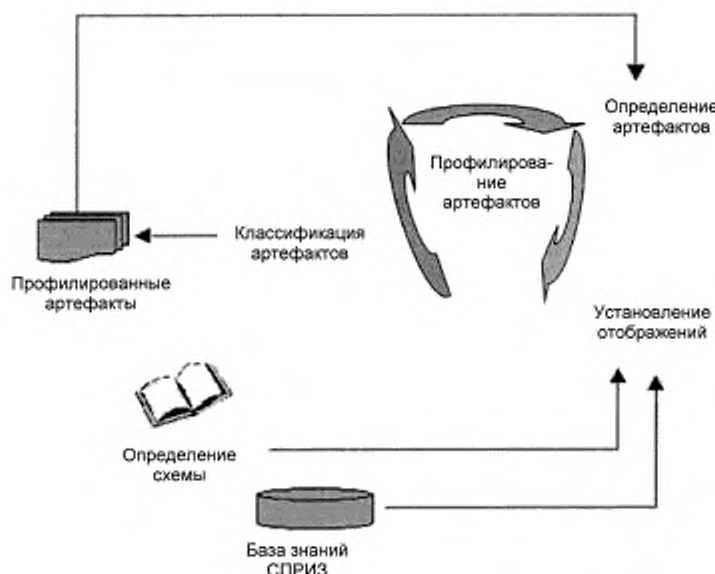 Определение
артефактов
Профилирова-
ние
артефактов
Классификация
артефактов
Профилированные
артефакты
Установление
отображений
Определение
схемы
База знаний
СПРИЗ